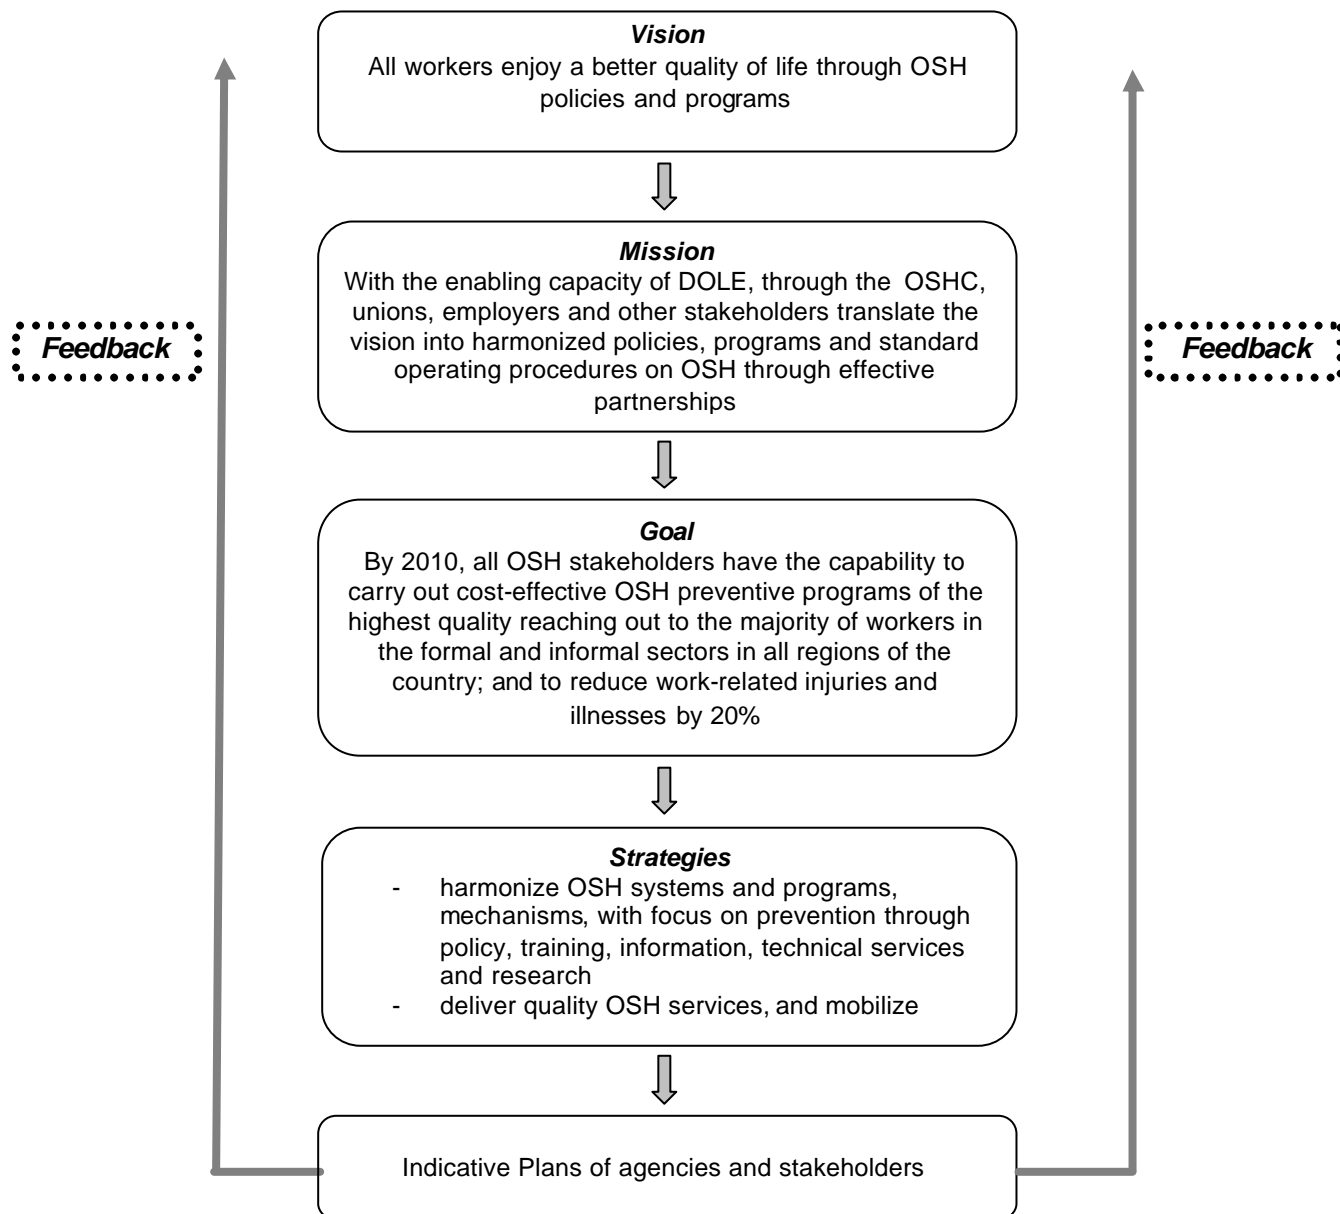 Vision
All workers enjoy a better quality of life through OSH
policies and programs
Mission
With the enabling capacity of DOLE, through the OSHC,
unions, employers and other stakeholders translate the
vision into harmonized policies, programs and standard
operating procedures on OSH through effective
partnerships
Feedback
Feedback
Goal
By 2010, all OSH stakeholders have the capability to
carry out cost-effective OSH preventive programs of the
highest quality reaching out to the majority of workers in
the formal and informal sectors in all regions of the
country; and to reduce work-related injuries and
illnesses by 20%
Strategies
- harmonize OSH systems and programs,
mechanisms, with focus on prevention through
policy, training, information, technical services
and research
- deliver quality OSH services, and mobilize
Indicative Plans of agencies and stakeholders